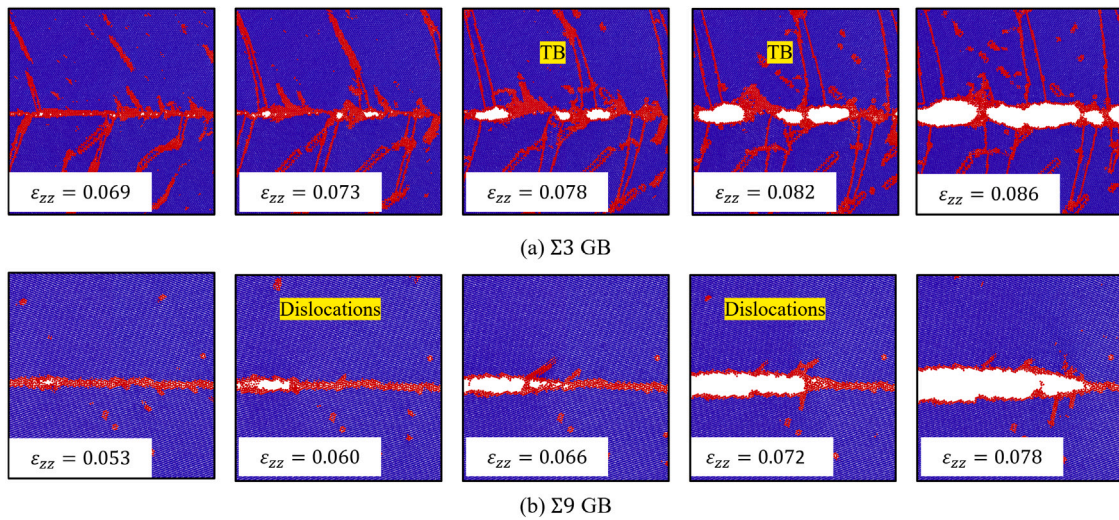 TB
TB
ε_zz = 0.069
ε_zz = 0.073
ε_zz = 0.078
ε_zz = 0.082
ε_zz = 0.086
(a) Σ3 GB
Dislocations
Dislocations
ε_zz = 0.053
ε_zz = 0.060
ε_zz = 0.066
ε_zz = 0.072
ε_zz = 0.078
(b) Σ9 GB